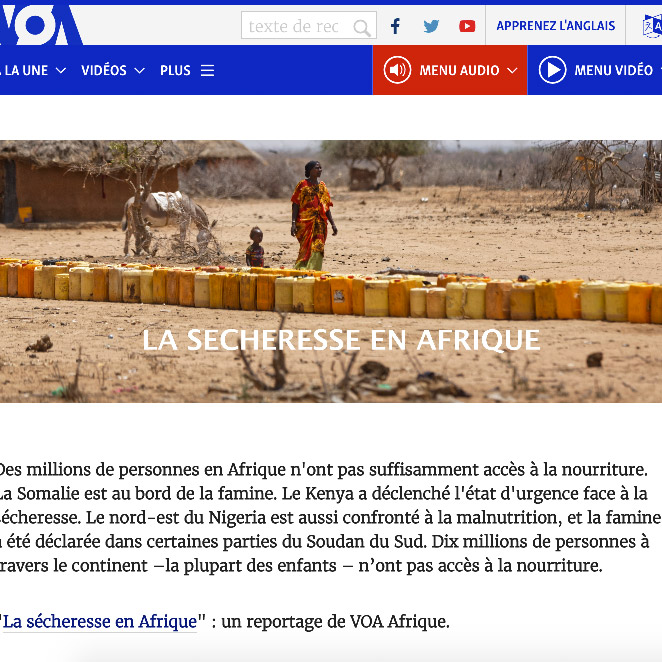 VOA
texte de rec
APPRENEZ L'ANGLAIS
LA UNE
VIDÉOS
PLUS
MENU AUDIO
MENU VIDÉO
LA SECHERESSE EN AFRIQUE
Des millions de personnes en Afrique n'ont pas suffisamment accès à la nourriture.
La Somalie est au bord de la famine. Le Kenya a déclenché l'état d'urgence face à la
sécheresse. Le nord-est du Nigeria est aussi confronté à la malnutrition, et la famine
a été déclarée dans certaines parties du Soudan du Sud. Dix millions de personnes à
travers le continent –la plupart des enfants – n’ont pas accès à la nourriture.
"La sécheresse en Afrique" : un reportage de VOA Afrique.